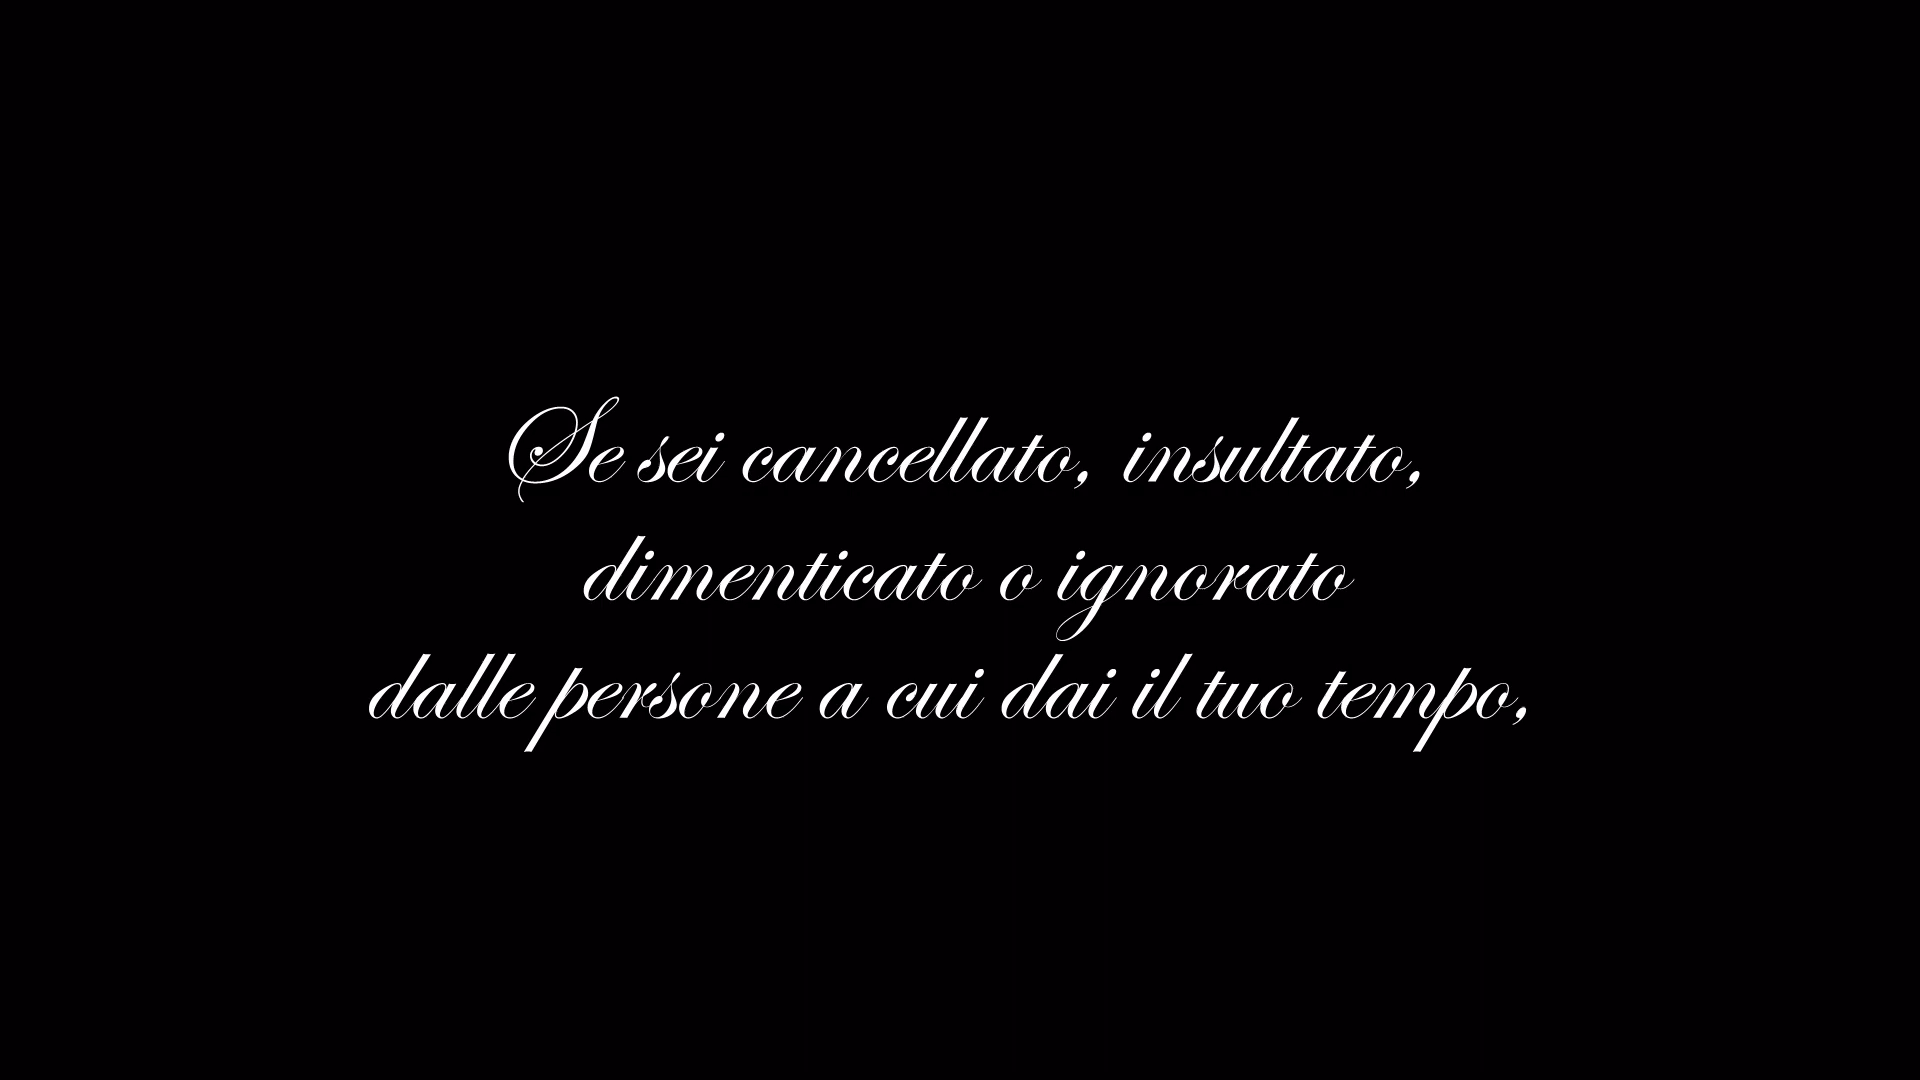 Se sei cancellato, insultato,
dimenticato o ignorato
dalle persone a cui dai il tuo tempo,